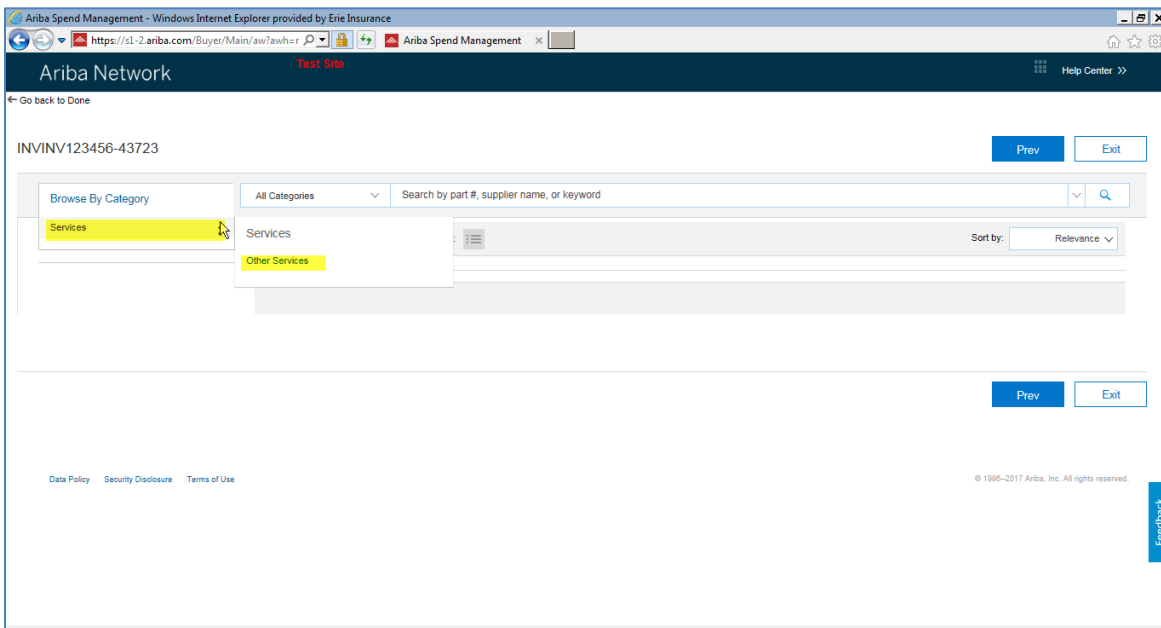 Ariba Spend Management - Windows Internet Explorer provided by Erie Insurance
https://s1-2.ariba.com/Buyer/Main/aw?awh=r
Ariba Spend Management
Ariba Network
Test Site
Help Center >>
Go back to Done
INVINV123456-43723
Prev
Exit
Browse By Category
All Categories
Search by part #, supplier name, or keyword
Services
Services
Other Services
Sort by:
Relevance
Prev
Exit
Data Policy Security Disclosure Terms of Use
© 1996–2017 Ariba, Inc. All rights reserved.
Feedback